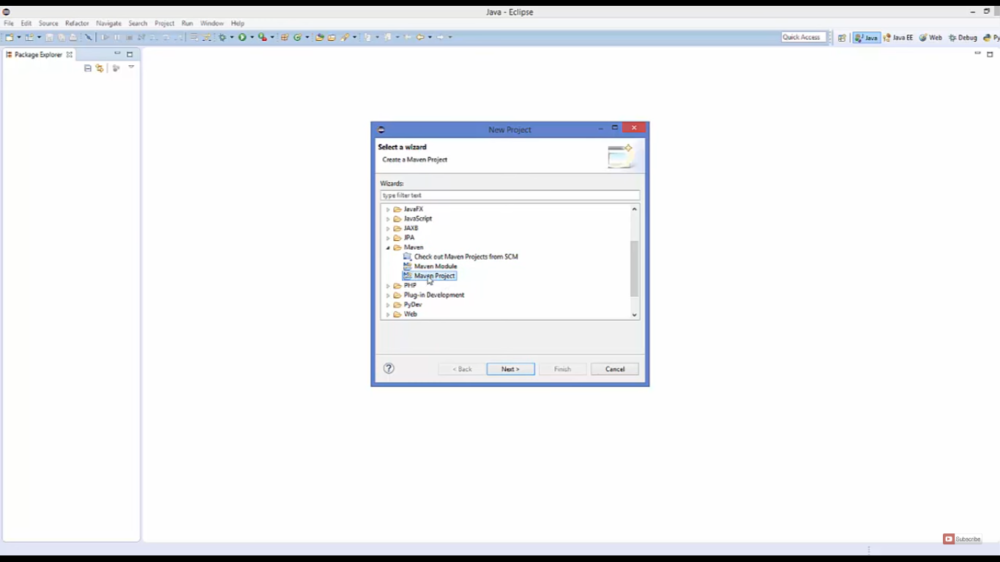 Java - Eclipse
File Edit Source Refactor Navigate Search Project Run Window Help
Quick Access Java Java EE Web Debug Py
Package Explorer
New Project
Select a wizard
Create a Maven Project
Wizards:
type filter text
JavaFX
JavaScript
JAXB
JPA
Maven
Check out Maven Projects from SCM
Maven Module
Maven Project
PHP
Plug-in Development
PyDev
Web
< Back Next > Finish Cancel
Subscribe